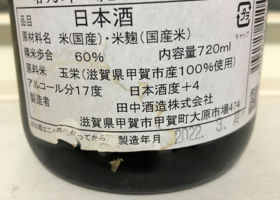 日本酒
原材料名 米(国産)・米麹(国産米)
精米歩合 60% 内容量720ml
原料米 玉栄(滋賀県甲賀市産100%使用)
アルコール分17度 日本酒度+4
製造者 田中酒造株式会社
滋賀県甲賀市甲賀町大原市場474
製造年月 2022. 3.
キャップ